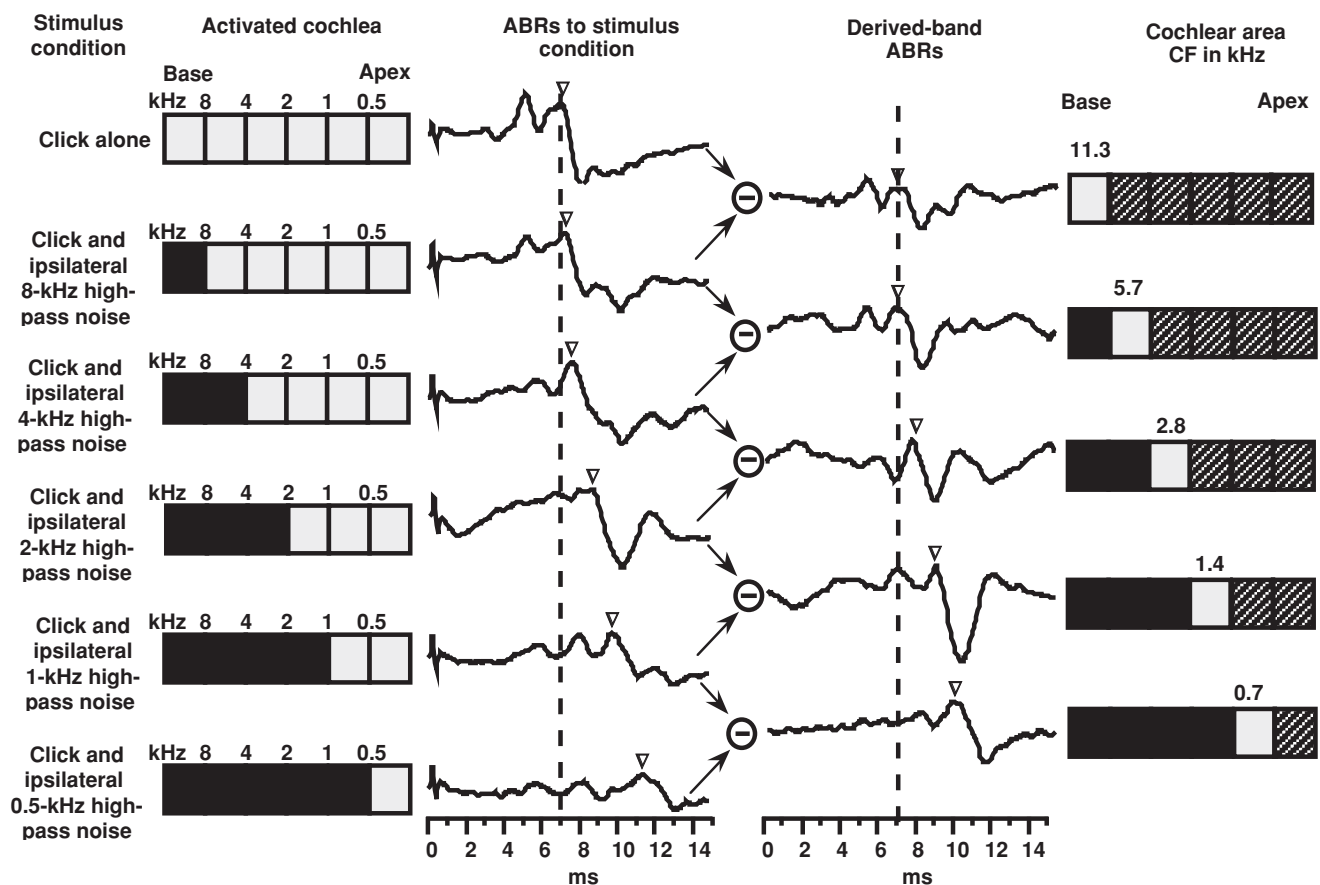 Stimulus
condition
Activated cochlea
ABRs to stimulus
condition
Derived-band
ABRs
Cochlear area
CF in kHz
Base Apex
Base Apex
kHz 8 4 2 1 0.5
Click alone
11.3
kHz 8 4 2 1 0.5
Click and
ipsilateral
8-kHz high-
pass noise
5.7
kHz 8 4 2 1 0.5
Click and
ipsilateral
4-kHz high-
pass noise
2.8
kHz 8 4 2 1 0.5
Click and
ipsilateral
2-kHz high-
pass noise
1.4
kHz 8 4 2 1 0.5
Click and
ipsilateral
1-kHz high-
pass noise
0.7
kHz 8 4 2 1 0.5
Click and
ipsilateral
0.5-kHz high-
pass noise
0 2 4 6 8 10 12 14
ms
0 2 4 6 8 10 12 14
ms